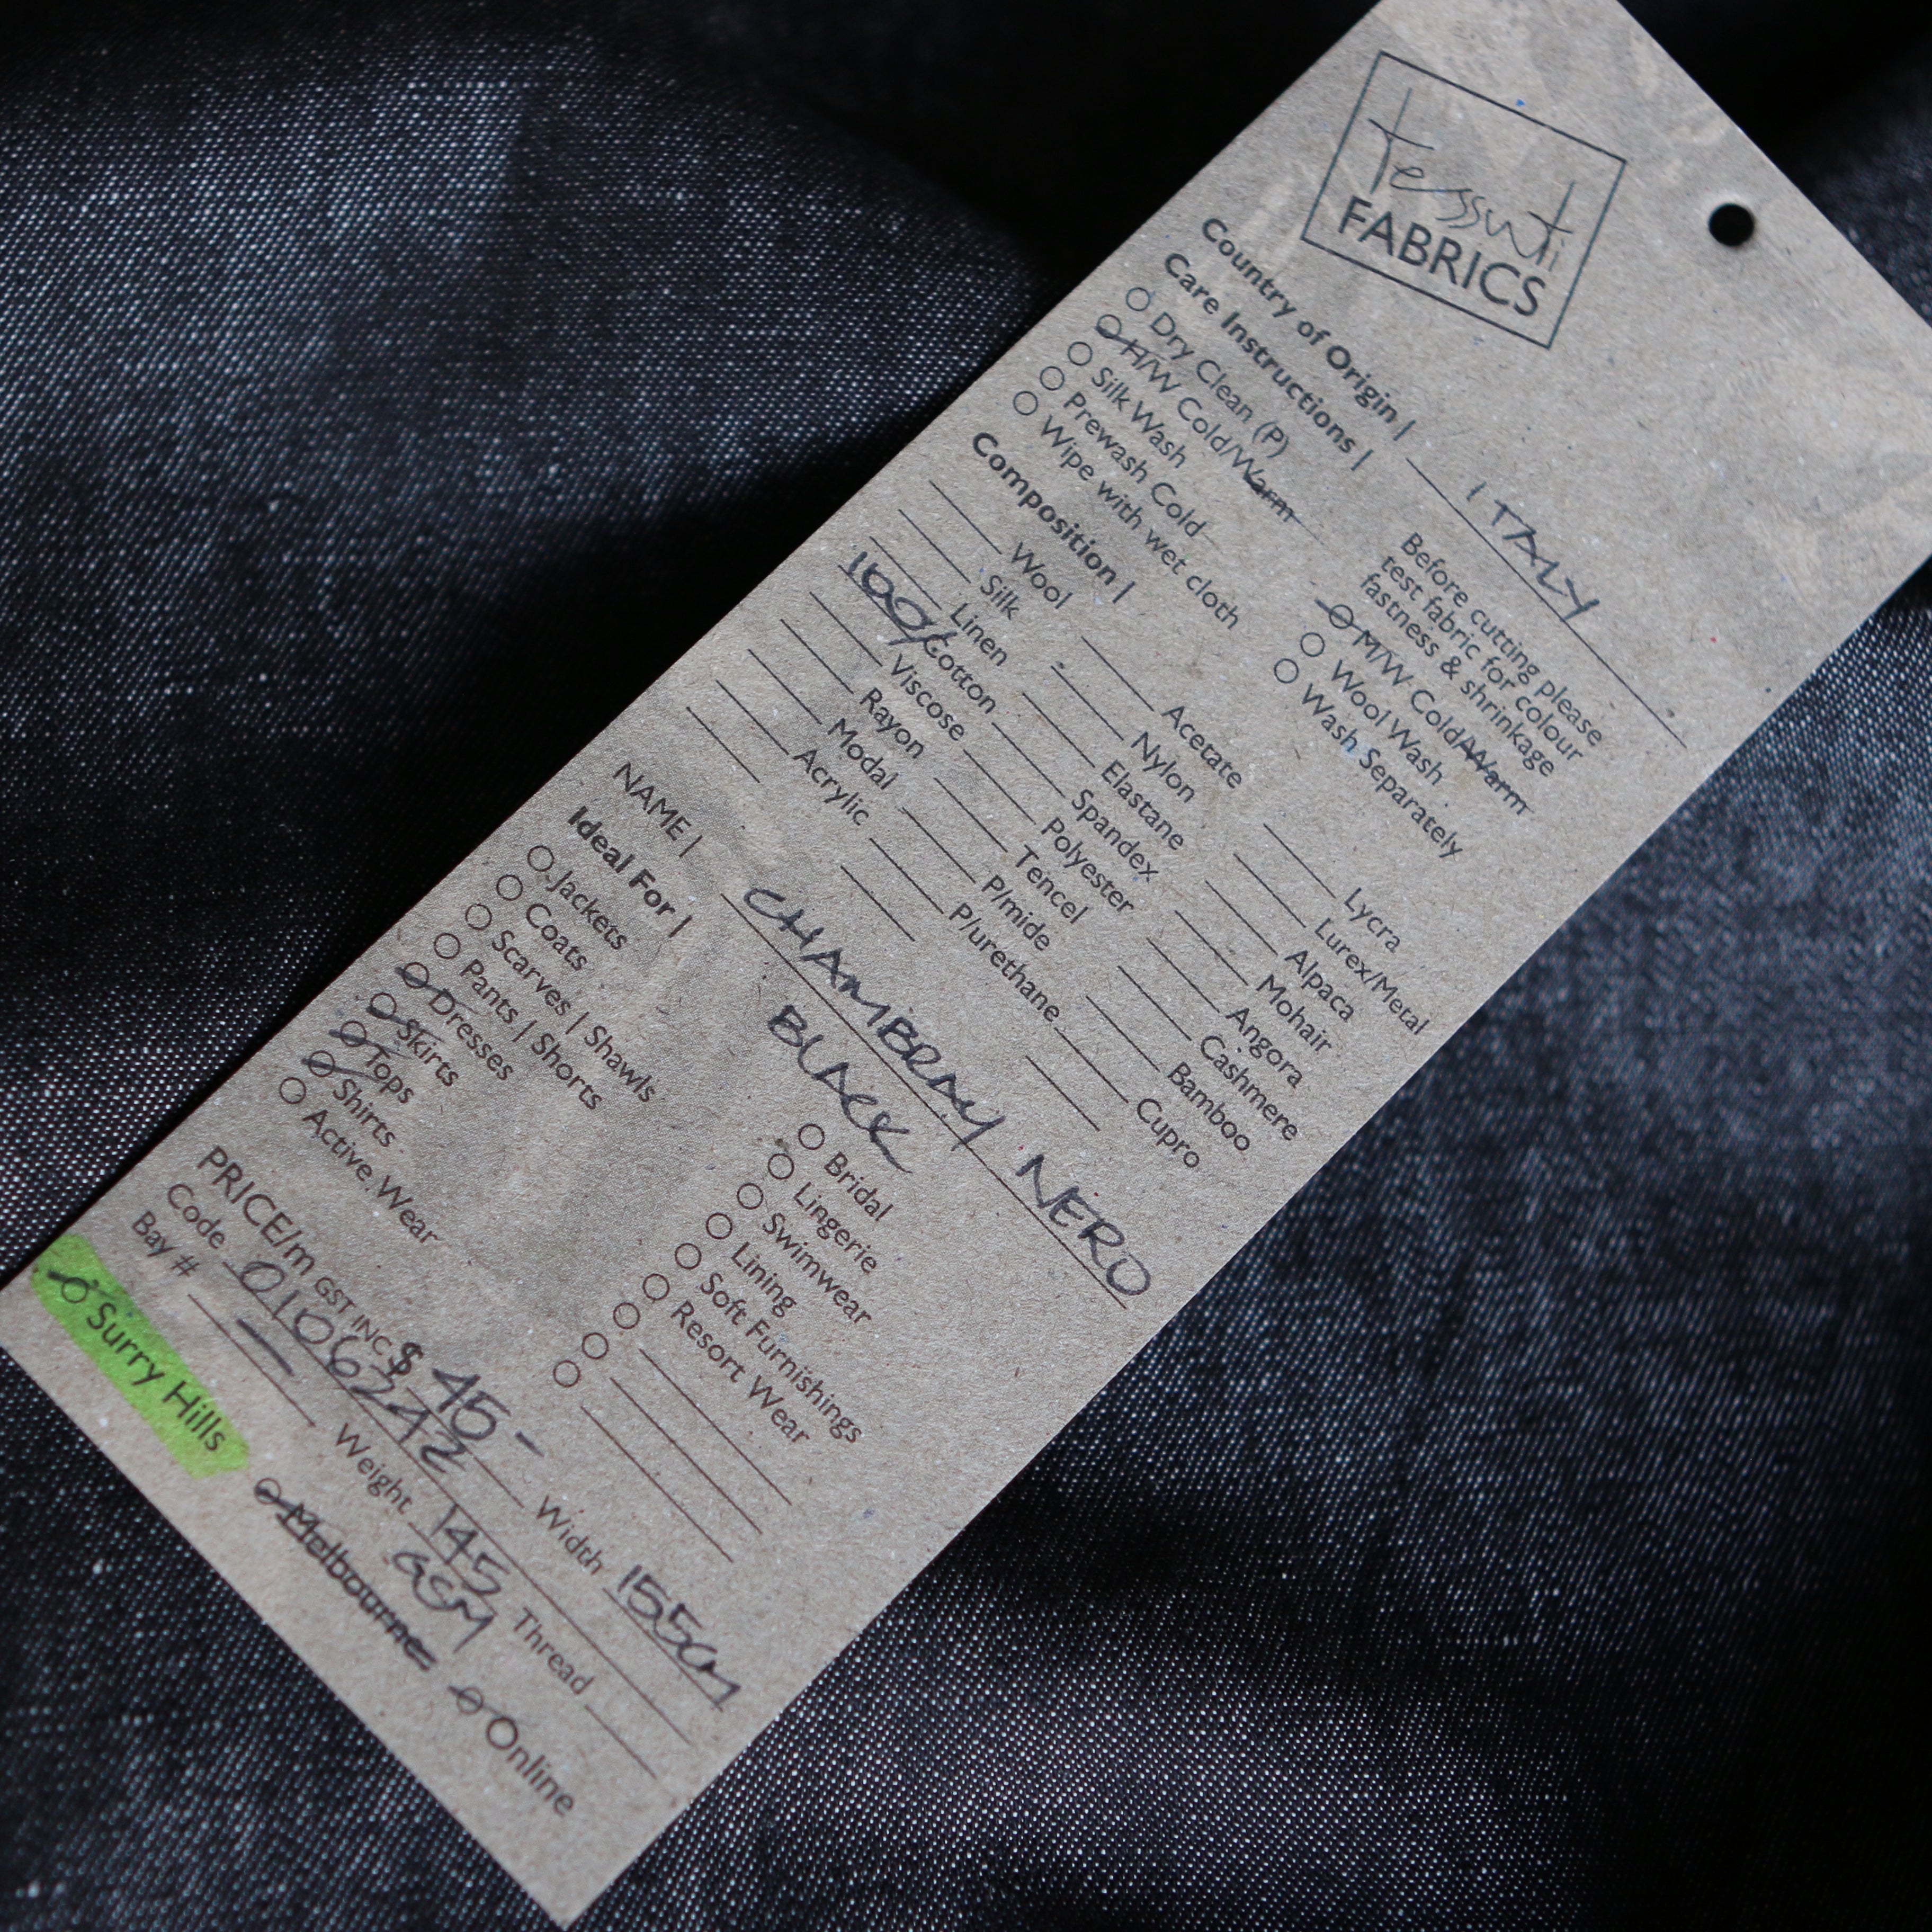 tessuti
FABRICS
Country of Origin | ITALY
Care Instructions |
Before cutting please
test fabric for colour
fastness & shrinkage
Dry Clean (P)
H/W Cold/Warm
Silk Wash
Prewash Cold
Wipe with wet cloth
M/W Cold/Warm
Wool Wash
Wash Separately
Composition |
Wool
Silk
Linen
100% Cotton
Viscose
Rayon
Modal
Acrylic
Acetate
Nylon
Elastane
Spandex
Polyester
Tencel
P/mide
P/urethane
Lycra
Lurex/Metal
Alpaca
Mohair
Angora
Cashmere
Bamboo
Cupro
NAME | CHAMBRAY NERO
BLACK
Ideal For |
Jackets
Coats
Scarves | Shawls
Pants | Shorts
Dresses
Skirts
Tops
Shirts
Active Wear
Bridal
Lingerie
Swimwear
Lining
Soft Furnishings
Resort Wear
PRICE/m GST INC $ 45 - Width 155cm
Code 0106242 Weight 145 GSM Thread
Bay # —
Surry Hills Melbourne Online